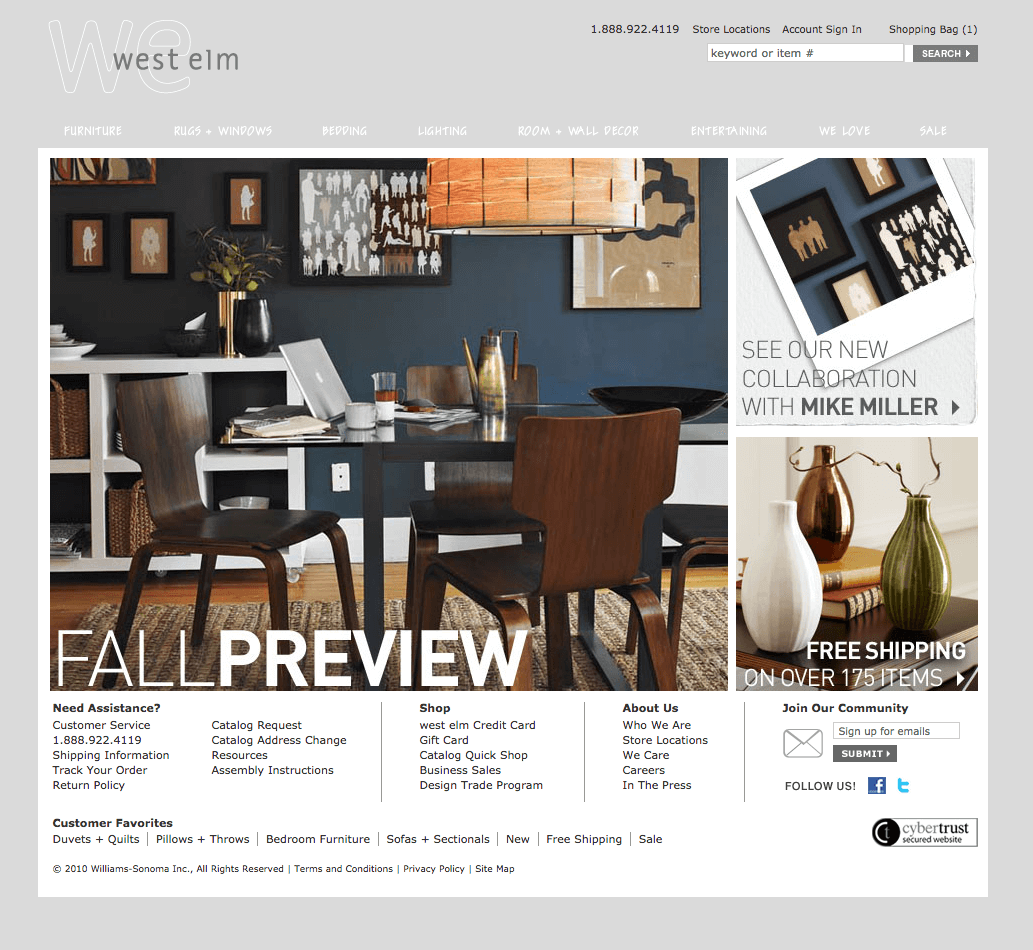 We
west elm
1.888.922.4119 Store Locations Account Sign In Shopping Bag (1)
keyword or item # SEARCH
FURNITURE RUGS + WINDOWS BEDDING LIGHTING ROOM + WALL DECOR ENTERTAINING WE LOVE SALE
SEE OUR NEW
COLLABORATION
WITH MIKE MILLER
FALL PREVIEW
FREE SHIPPING
ON OVER 175 ITEMS
Need Assistance?
Customer Service
1.888.922.4119
Shipping Information
Track Your Order
Return Policy
Catalog Request
Catalog Address Change
Resources
Assembly Instructions
Shop
west elm Credit Card
Gift Card
Catalog Quick Shop
Business Sales
Design Trade Program
About Us
Who We Are
Store Locations
We Care
Careers
In The Press
Join Our Community
Sign up for emails
SUBMIT
FOLLOW US! f t
Customer Favorites
Duvets + Quilts | Pillows + Throws | Bedroom Furniture | Sofas + Sectionals | New | Free Shipping | Sale
cybertrust
secured website
© 2010 Williams-Sonoma Inc., All Rights Reserved | Terms and Conditions | Privacy Policy | Site Map